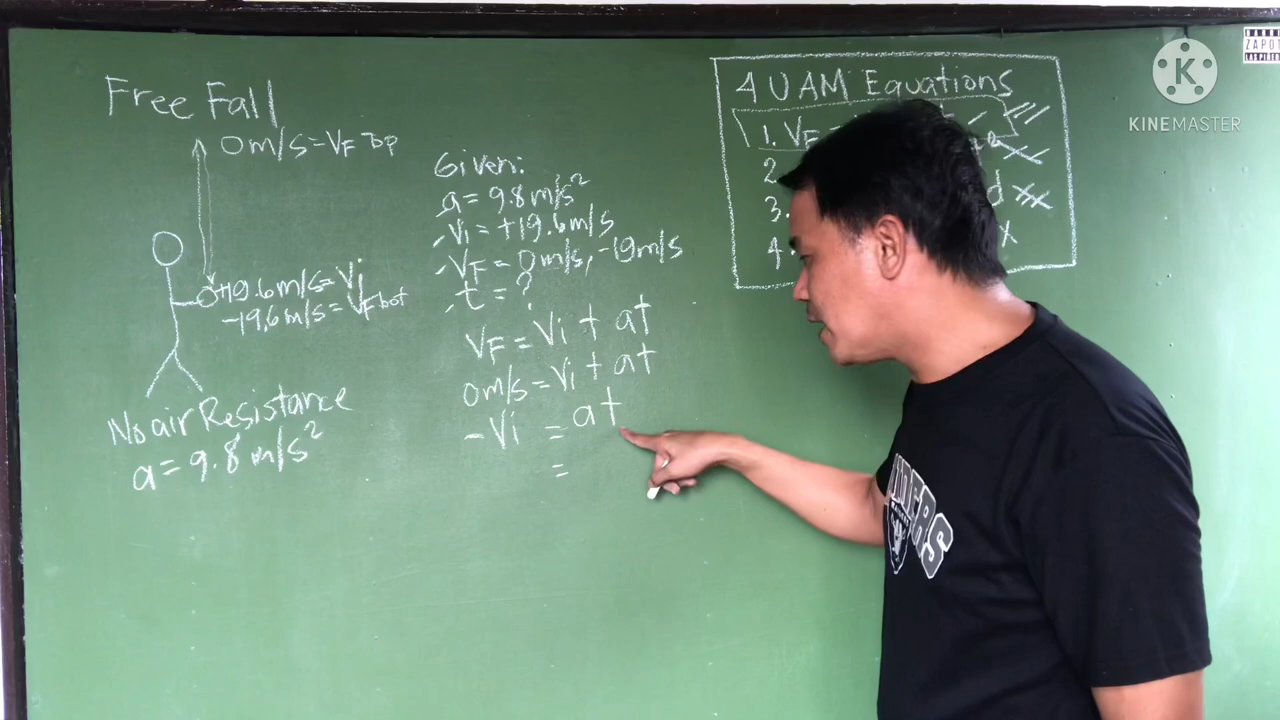 Free Fall
0m/s = VF top
+19.6m/s = Vi
-19.6m/s = VF bot
No air Resistance
a = 9.8 m/s²
Given:
a = 9.8 m/s²
Vi = +19.6 m/s
VF = 0m/s, -19m/s
t = ?
VF = Vi + at
0m/s = Vi + at
-Vi = at
=
4 UAM Equations
1. VF =
2.
3. d
4.
K
KINEMASTER
ZAPOT